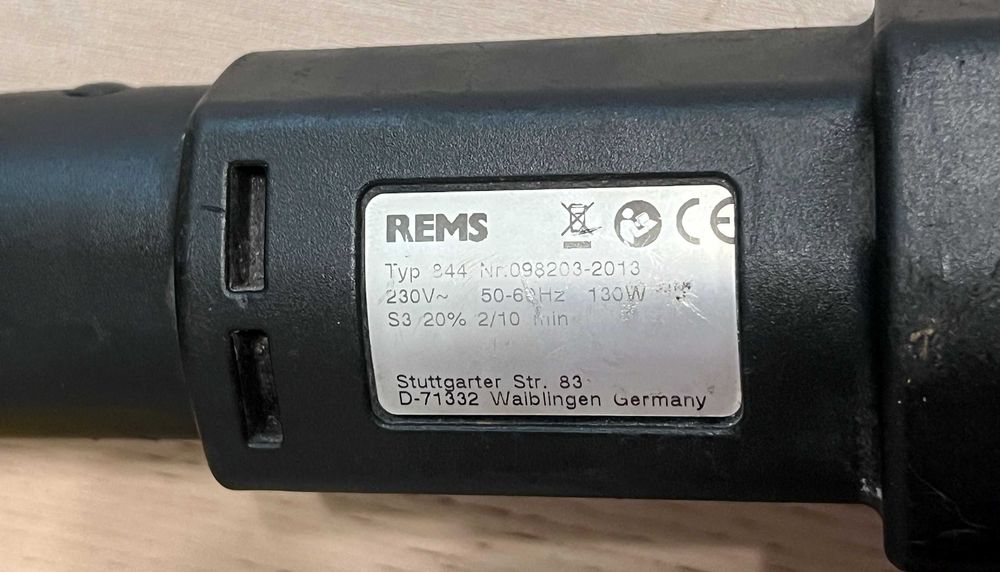 REMS
CE
Typ 844 Nr.098203-2013
230V~ 50-60Hz 130W
S3 20% 2/10 min
Stuttgarter Str. 83
D-71332 Waiblingen Germany